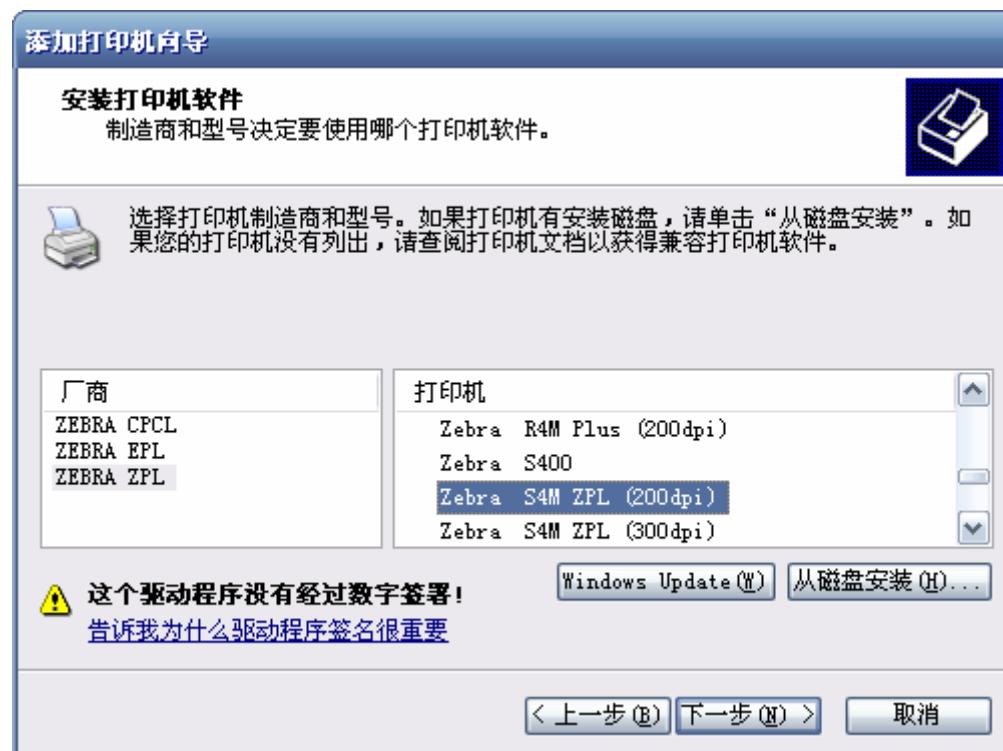 添加打印机向导
安装打印机软件
制造商和型号决定要使用哪个打印机软件。
选择打印机制造商和型号。如果打印机有安装磁盘，请单击“从磁盘安装”。如
果您的打印机没有列出，请查阅打印机文档以获得兼容打印机软件。
厂商
ZEBRA CPCL
ZEBRA EPL
ZEBRA ZPL
打印机
Zebra R4M Plus (200dpi)
Zebra S400
Zebra S4M ZPL (200dpi)
Zebra S4M ZPL (300dpi)
这个驱动程序没有经过数字签署!
告诉我为什么驱动程序签名很重要
Windows Update(W) 从磁盘安装(H)...
< 上一步(B) 下一步(N) > 取消